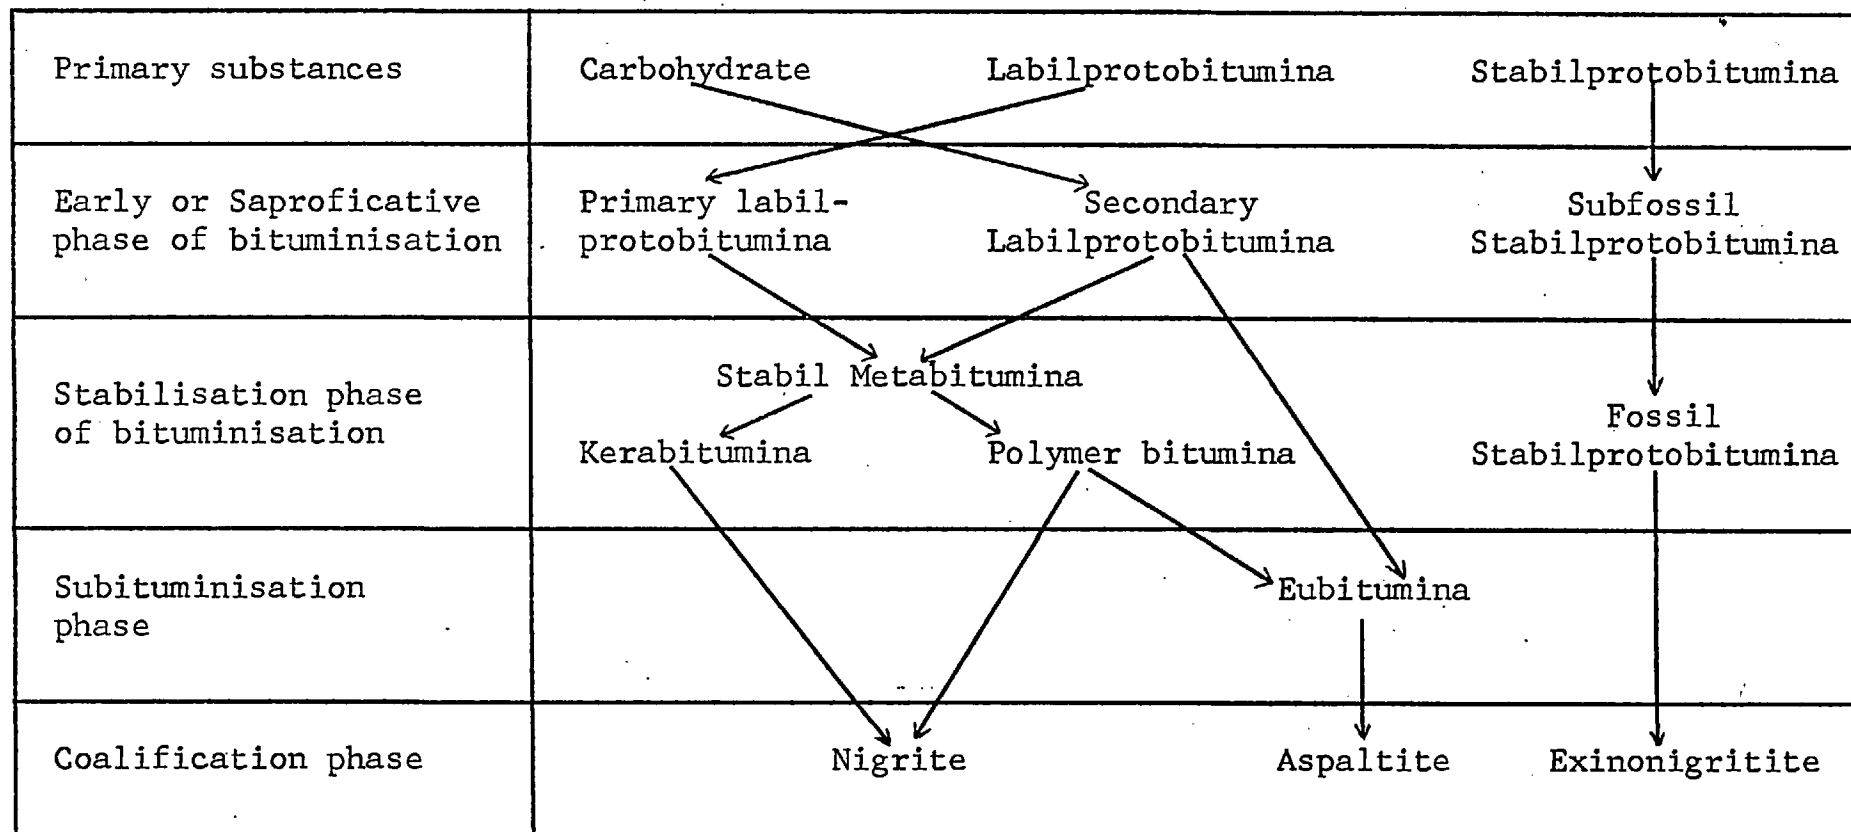 Primary substances
Carbohydrate
Labilprotobitumina
Stabilprotobitumina
Early or Saproficative
phase of bituminisation
Primary labil-
protobitumina
Secondary
Labilprotobitumina
Subfossil
Stabilprotobitumina
Stabilisation phase
of bituminisation
Stabil Metabitumina
Kerabitumina
Polymer bitumina
Fossil
Stabilprotobitumina
Subituminisation
phase
Eubitumina
Coalification phase
Nigrite
Aspaltite
Exinonigritite